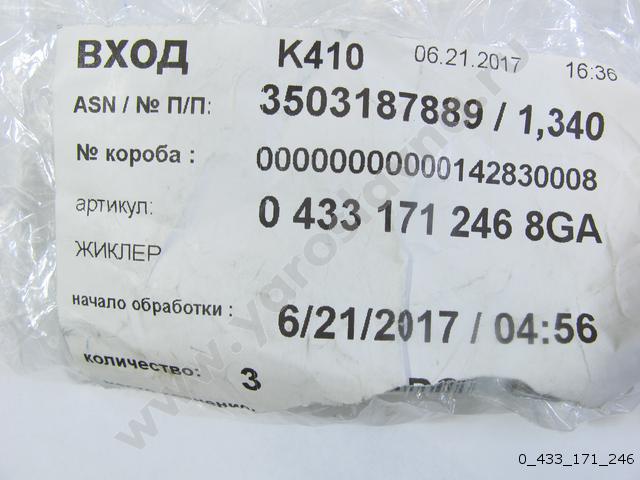 ВХОД K410 06.21.2017 16:36
ASN / № П/П: 3503187889 / 1,340
№ короба : 00000000000142830008
артикул: 0 433 171 246 8GA
ЖИКЛЕР
начало обработки : 6/21/2017 / 04:56
количество: 3
0_433_171_246